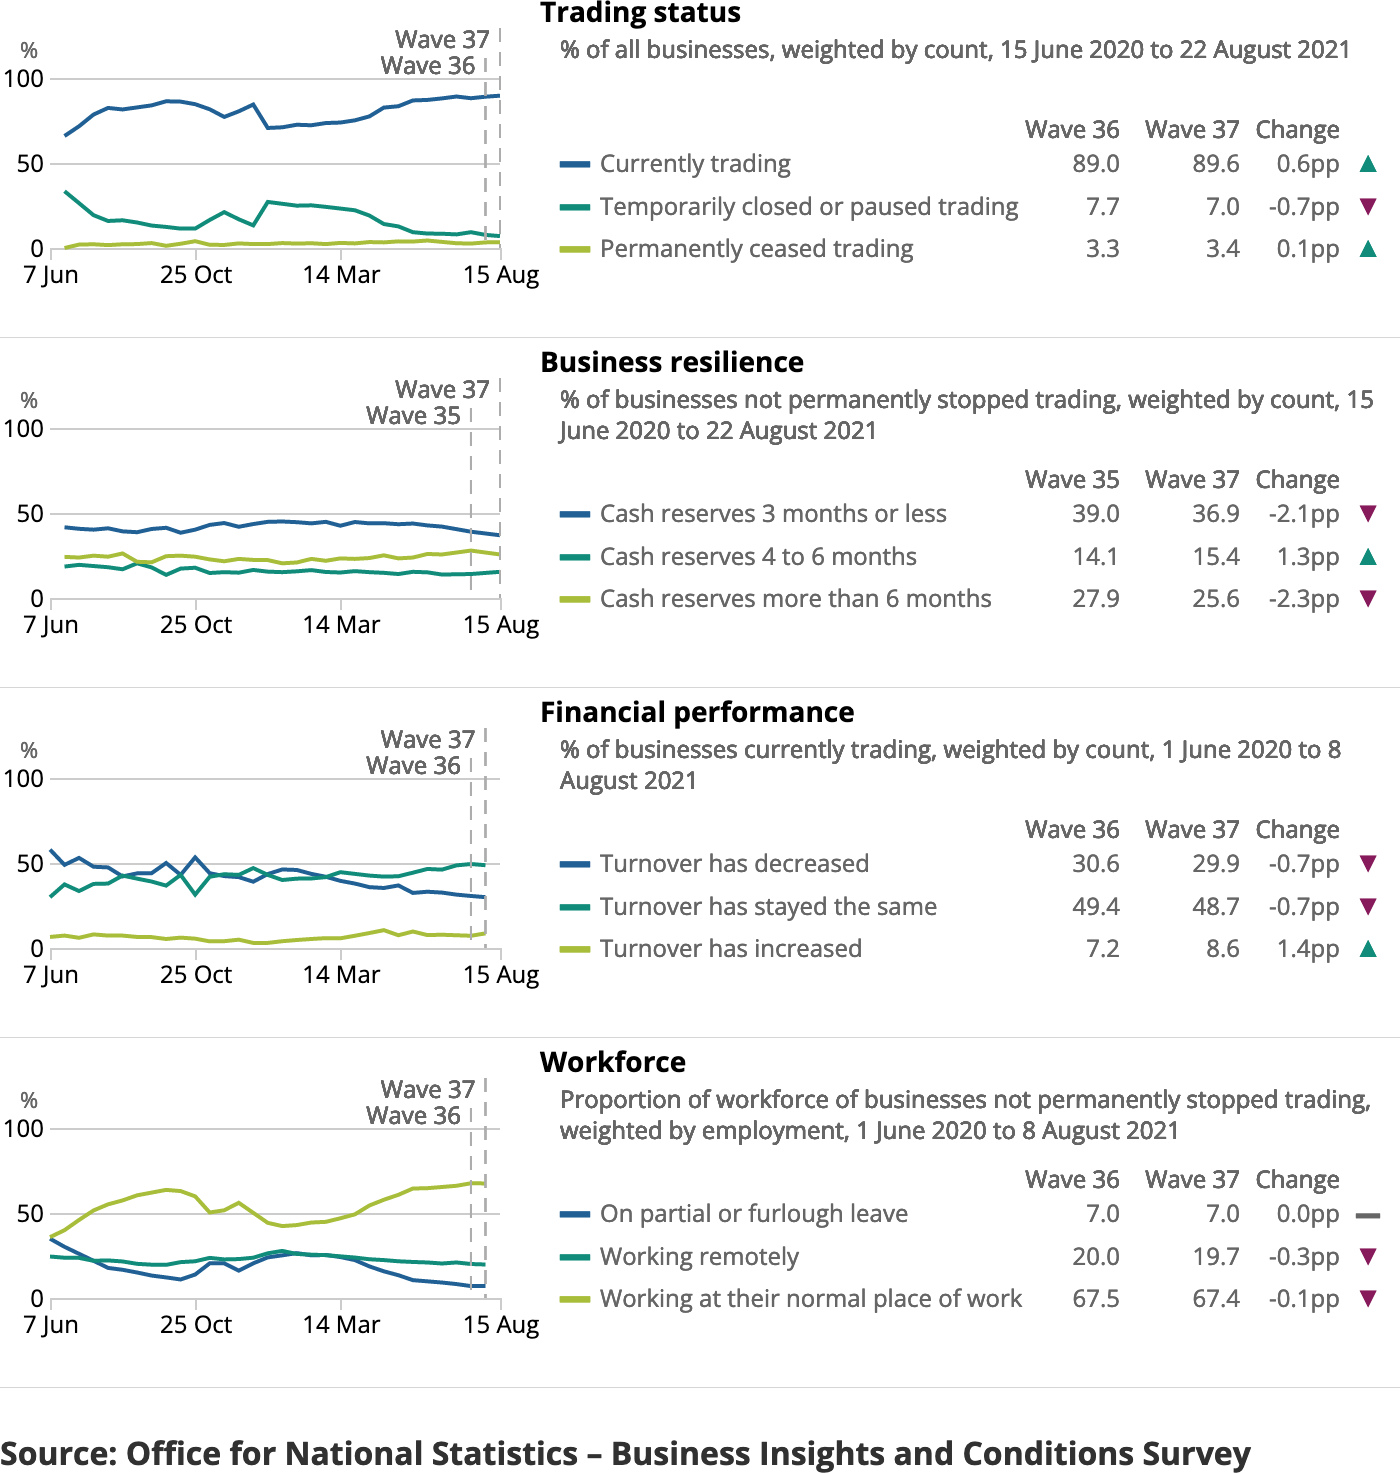 Trading status
% of all businesses, weighted by count, 15 June 2020 to 22 August 2021
Wave 37
Wave 36
%
100
50
0
7 Jun 25 Oct 14 Mar 15 Aug
Wave 36 Wave 37 Change
Currently trading 89.0 89.6 0.6pp ▲
Temporarily closed or paused trading 7.7 7.0 -0.7pp ▼
Permanently ceased trading 3.3 3.4 0.1pp ▲
Business resilience
% of businesses not permanently stopped trading, weighted by count, 15
June 2020 to 22 August 2021
Wave 37
Wave 35
%
100
50
0
7 Jun 25 Oct 14 Mar 15 Aug
Wave 35 Wave 37 Change
Cash reserves 3 months or less 39.0 36.9 -2.1pp ▼
Cash reserves 4 to 6 months 14.1 15.4 1.3pp ▲
Cash reserves more than 6 months 27.9 25.6 -2.3pp ▼
Financial performance
% of businesses currently trading, weighted by count, 1 June 2020 to 8
August 2021
Wave 37
Wave 36
%
100
50
0
7 Jun 25 Oct 14 Mar 15 Aug
Wave 36 Wave 37 Change
Turnover has decreased 30.6 29.9 -0.7pp ▼
Turnover has stayed the same 49.4 48.7 -0.7pp ▼
Turnover has increased 7.2 8.6 1.4pp ▲
Workforce
Proportion of workforce of businesses not permanently stopped trading,
weighted by employment, 1 June 2020 to 8 August 2021
Wave 37
Wave 36
%
100
50
0
7 Jun 25 Oct 14 Mar 15 Aug
Wave 36 Wave 37 Change
On partial or furlough leave 7.0 7.0 0.0pp —
Working remotely 20.0 19.7 -0.3pp ▼
Working at their normal place of work 67.5 67.4 -0.1pp ▼
Source: Office for National Statistics – Business Insights and Conditions Survey